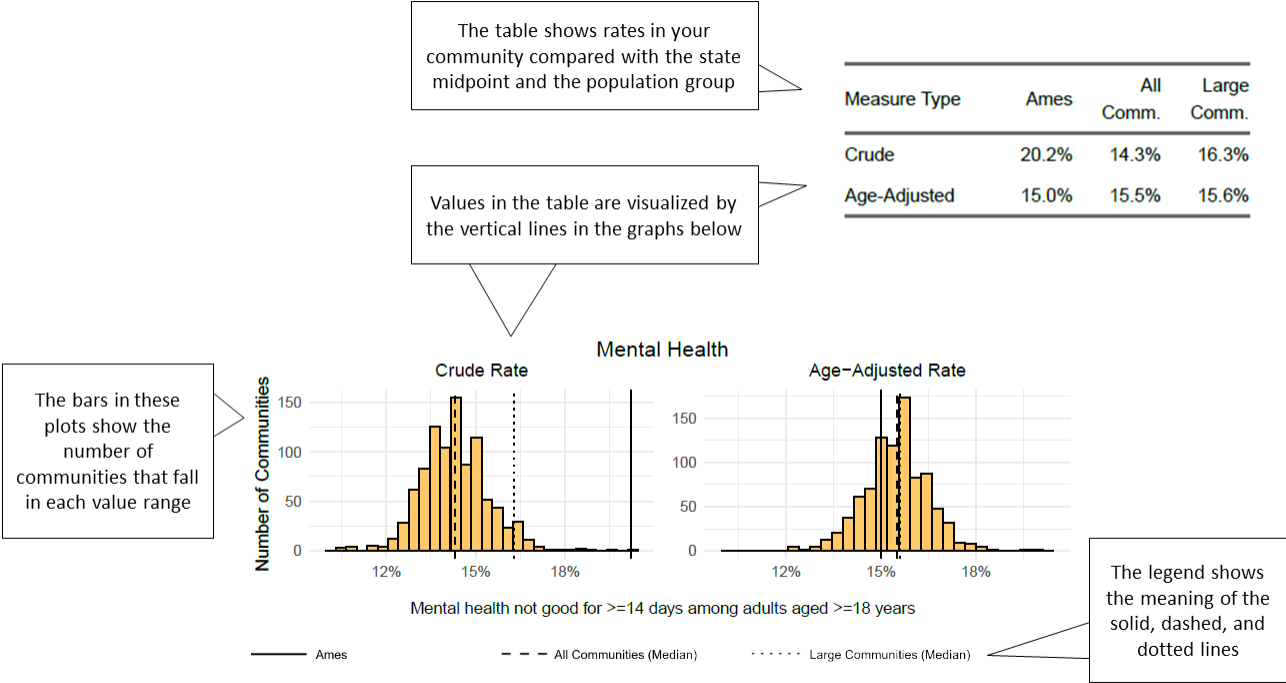 The table shows rates in your
community compared with the state
midpoint and the population group
Measure Type Ames All Comm. Large Comm.
Crude 20.2% 14.3% 16.3%
Age-Adjusted 15.0% 15.5% 15.6%
Values in the table are visualized by
the vertical lines in the graphs below
Mental Health
Crude Rate
Age-Adjusted Rate
The bars in these
plots show the
number of
communities that fall
in each value range
Number of Communities
150
100
50
0
12% 15% 18%
150
100
50
0
12% 15% 18%
Mental health not good for >=14 days among adults aged >=18 years
Ames All Communities (Median) Large Communities (Median)
The legend shows
the meaning of the
solid, dashed, and
dotted lines